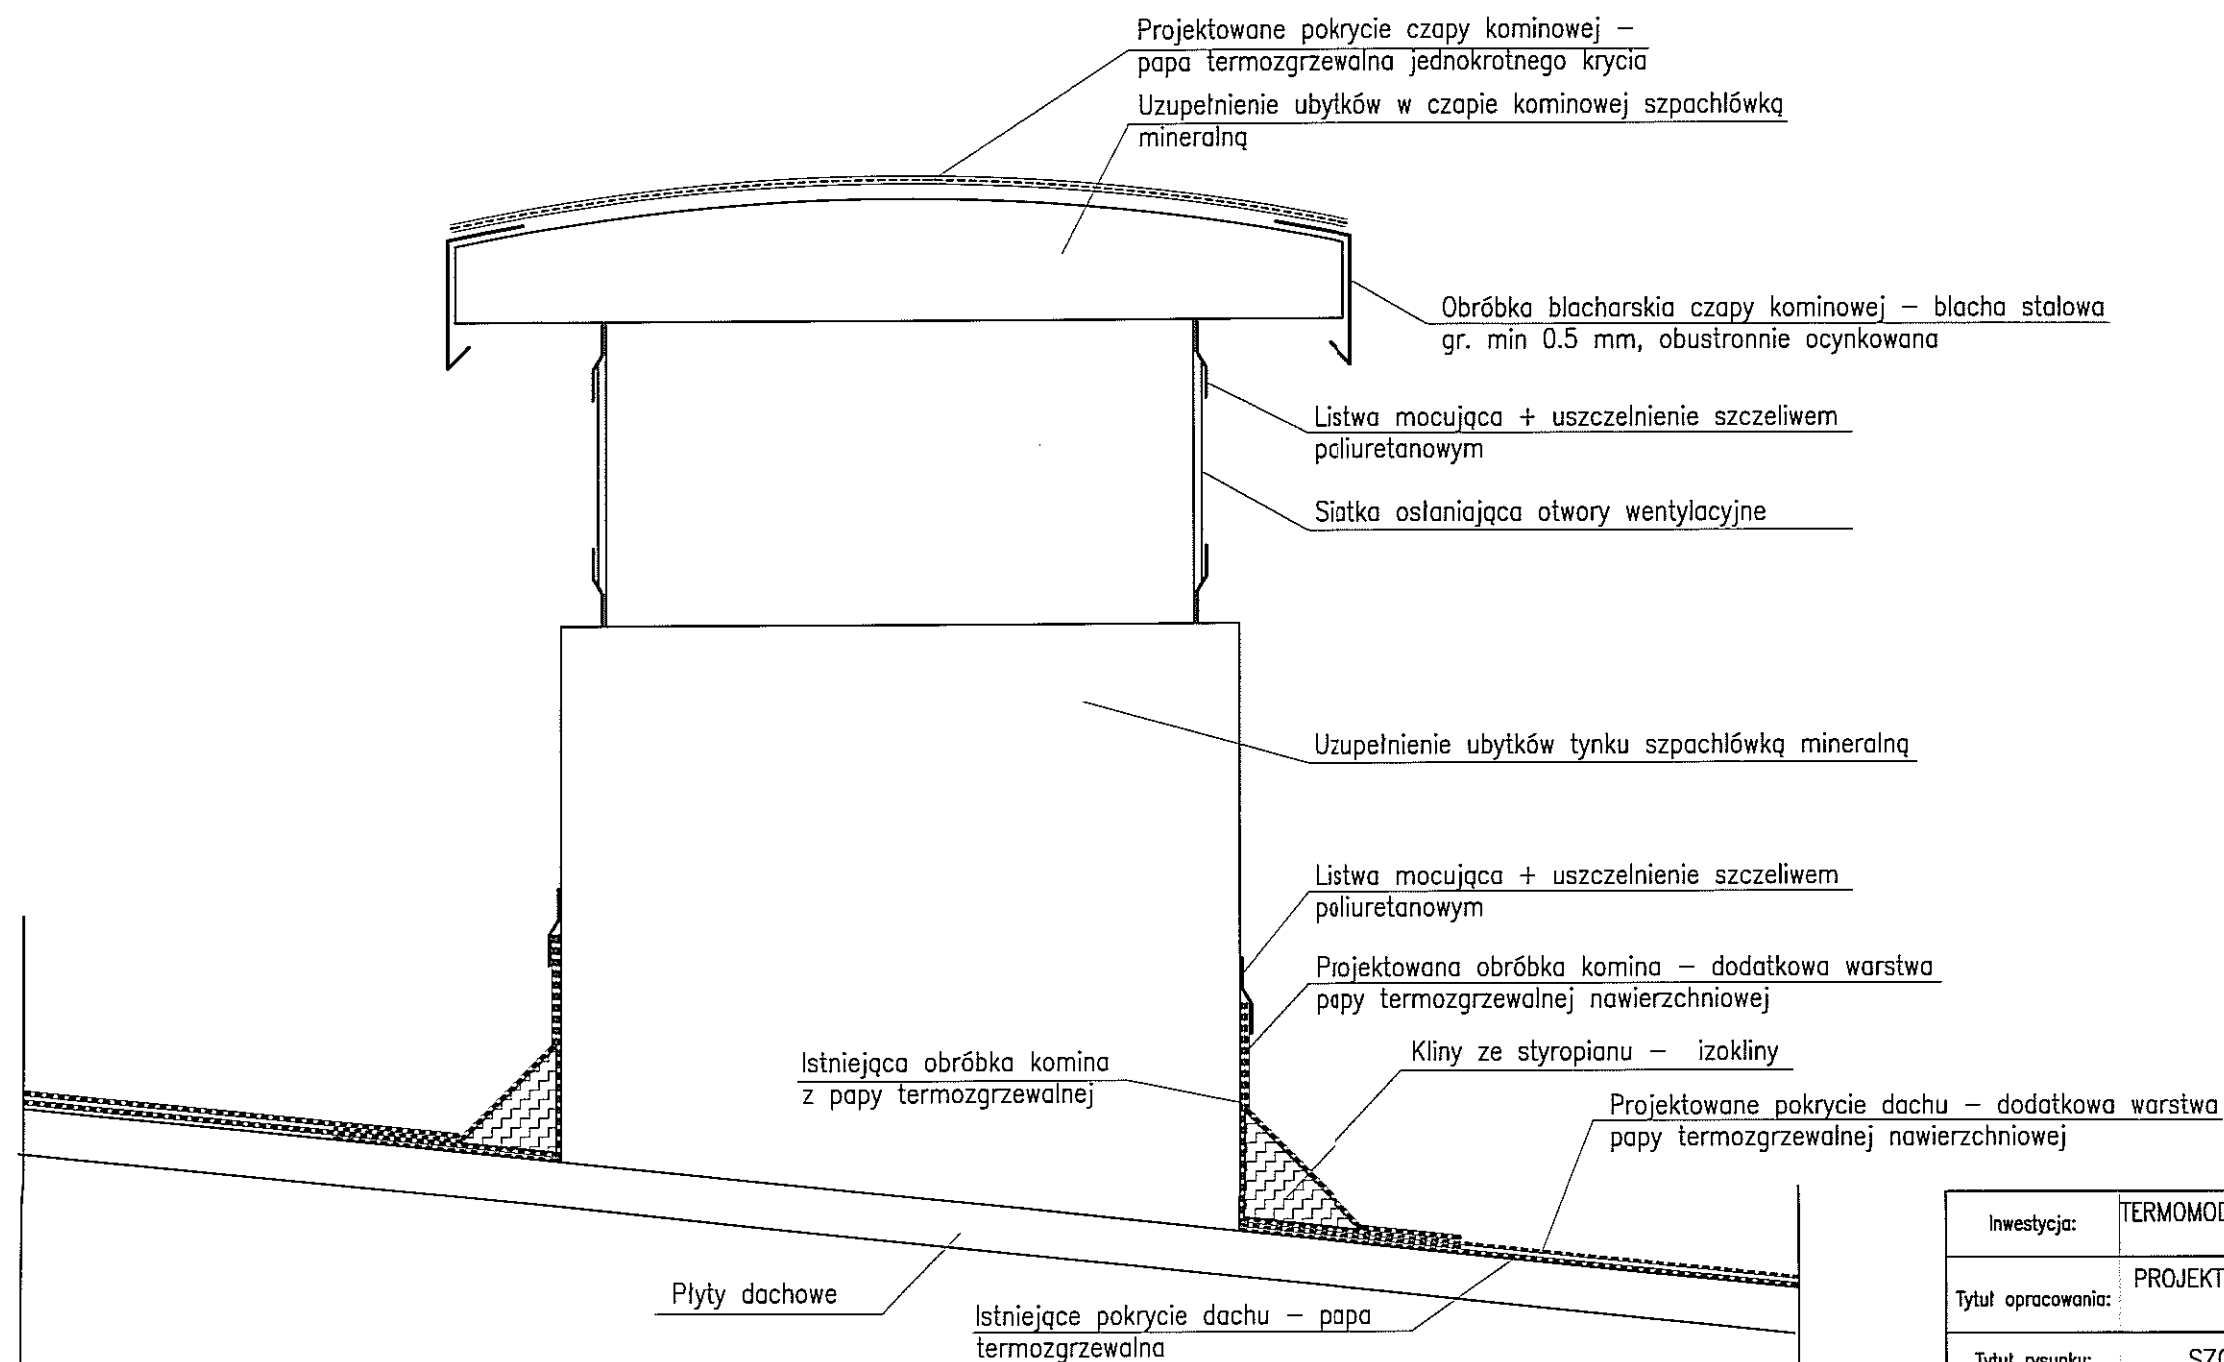 Projektowane pokrycie czapy kominowej –
papa termozgrzewalna jednokrotnego krycia
Uzupełnienie ubytków w czapie kominowej szpachlówką
mineralną
Obróbka blacharskia czapy kominowej – blacha stalowa
gr. min 0.5 mm, obustronnie ocynkowana
Listwa mocująca + uszczelnienie szczeliwem
poliuretanowym
Siatka osłaniająca otwory wentylacyjne
Uzupełnienie ubytków tynku szpachlówką mineralną
Listwa mocująca + uszczelnienie szczeliwem
poliuretanowym
Projektowana obróbka komina – dodatkowa warstwa
papy termozgrzewalnej nawierzchniowej
Istniejąca obróbka komina
z papy termozgrzewalnej
Kliny ze styropianu – izokliny
Projektowane pokrycie dachu – dodatkowa warstwa
papy termozgrzewalnej nawierzchniowej
Płyty dachowe
Istniejące pokrycie dachu – papa
termozgrzewalna
Inwestycja: TERMOMOD
Tytuł opracowania: PROJEKT
Tytuł rysunku: